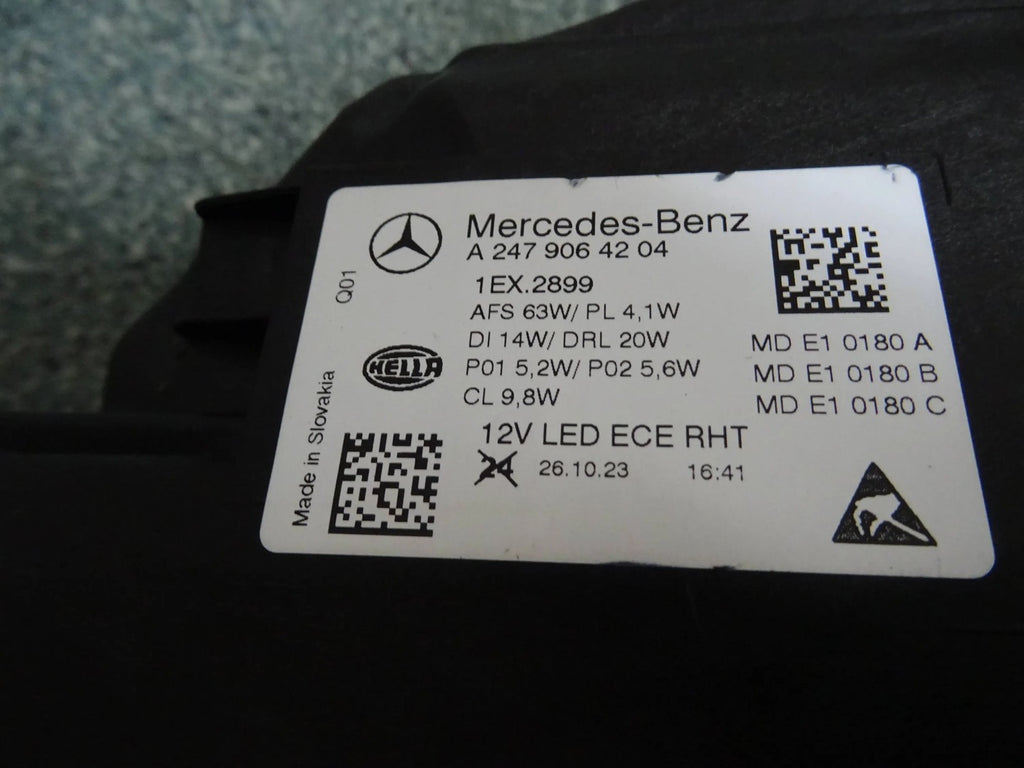 Mercedes-Benz
A 247 906 42 04
1EX.2899
AFS 63W/ PL 4,1W
DI 14W/ DRL 20W
P01 5,2W/ P02 5,6W
CL 9,8W
MD E1 0180 A
MD E1 0180 B
MD E1 0180 C
12V LED ECE RHT
24 26.10.23 16:41
Q01
HELLA
Made in Slovakia